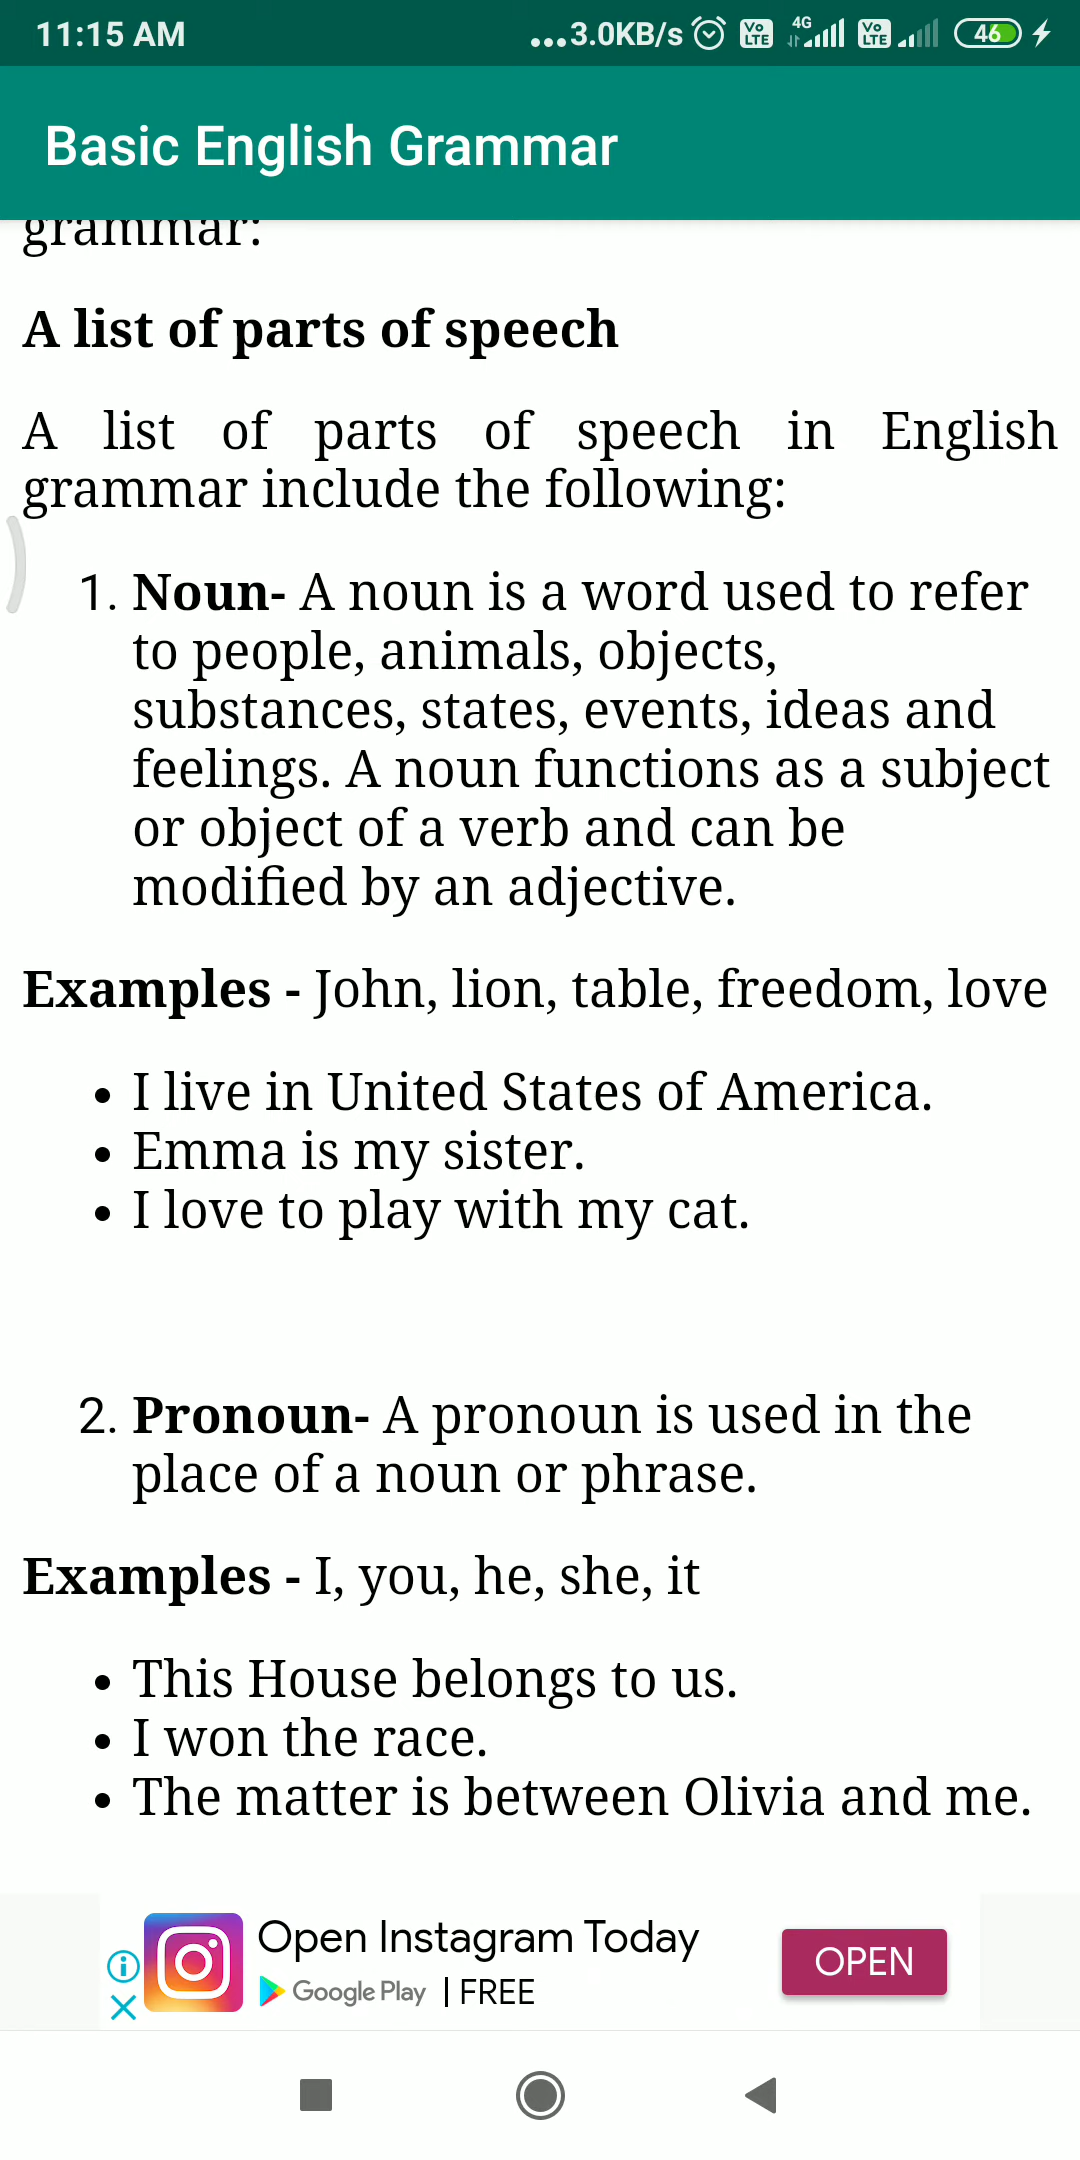 11:15 AM
...3.0KB/s Vo LTE 4G Vo LTE 46
Basic English Grammar
grammar:
A list of parts of speech
A list of parts of speech in English
grammar include the following:
1. Noun- A noun is a word used to refer
to people, animals, objects,
substances, states, events, ideas and
feelings. A noun functions as a subject
or object of a verb and can be
modified by an adjective.
Examples - John, lion, table, freedom, love
• I live in United States of America.
• Emma is my sister.
• I love to play with my cat.
2. Pronoun- A pronoun is used in the
place of a noun or phrase.
Examples - I, you, he, she, it
• This House belongs to us.
• I won the race.
• The matter is between Olivia and me.
Open Instagram Today
Google Play | FREE
OPEN